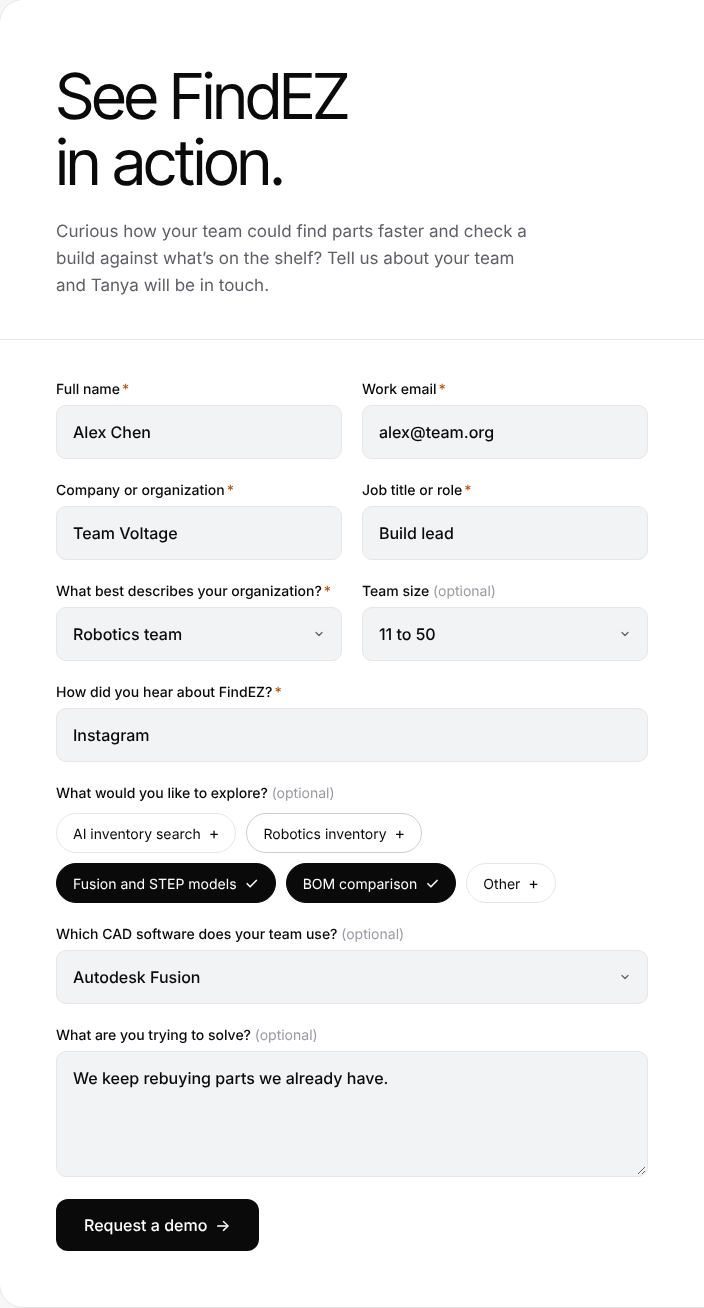 See FindEZ
in action.
Curious how your team could find parts faster and check a
build against what’s on the shelf? Tell us about your team
and Tanya will be in touch.
Full name* Work email*
Alex Chen alex@team.org
Company or organization* Job title or role*
Team Voltage Build lead
What best describes your organization?* Team size (optional)
Robotics team 11 to 50
How did you hear about FindEZ?*
Instagram
What would you like to explore? (optional)
AI inventory search + Robotics inventory +
Fusion and STEP models ✓ BOM comparison ✓ Other +
Which CAD software does your team use? (optional)
Autodesk Fusion
What are you trying to solve? (optional)
We keep rebuying parts we already have.
Request a demo →